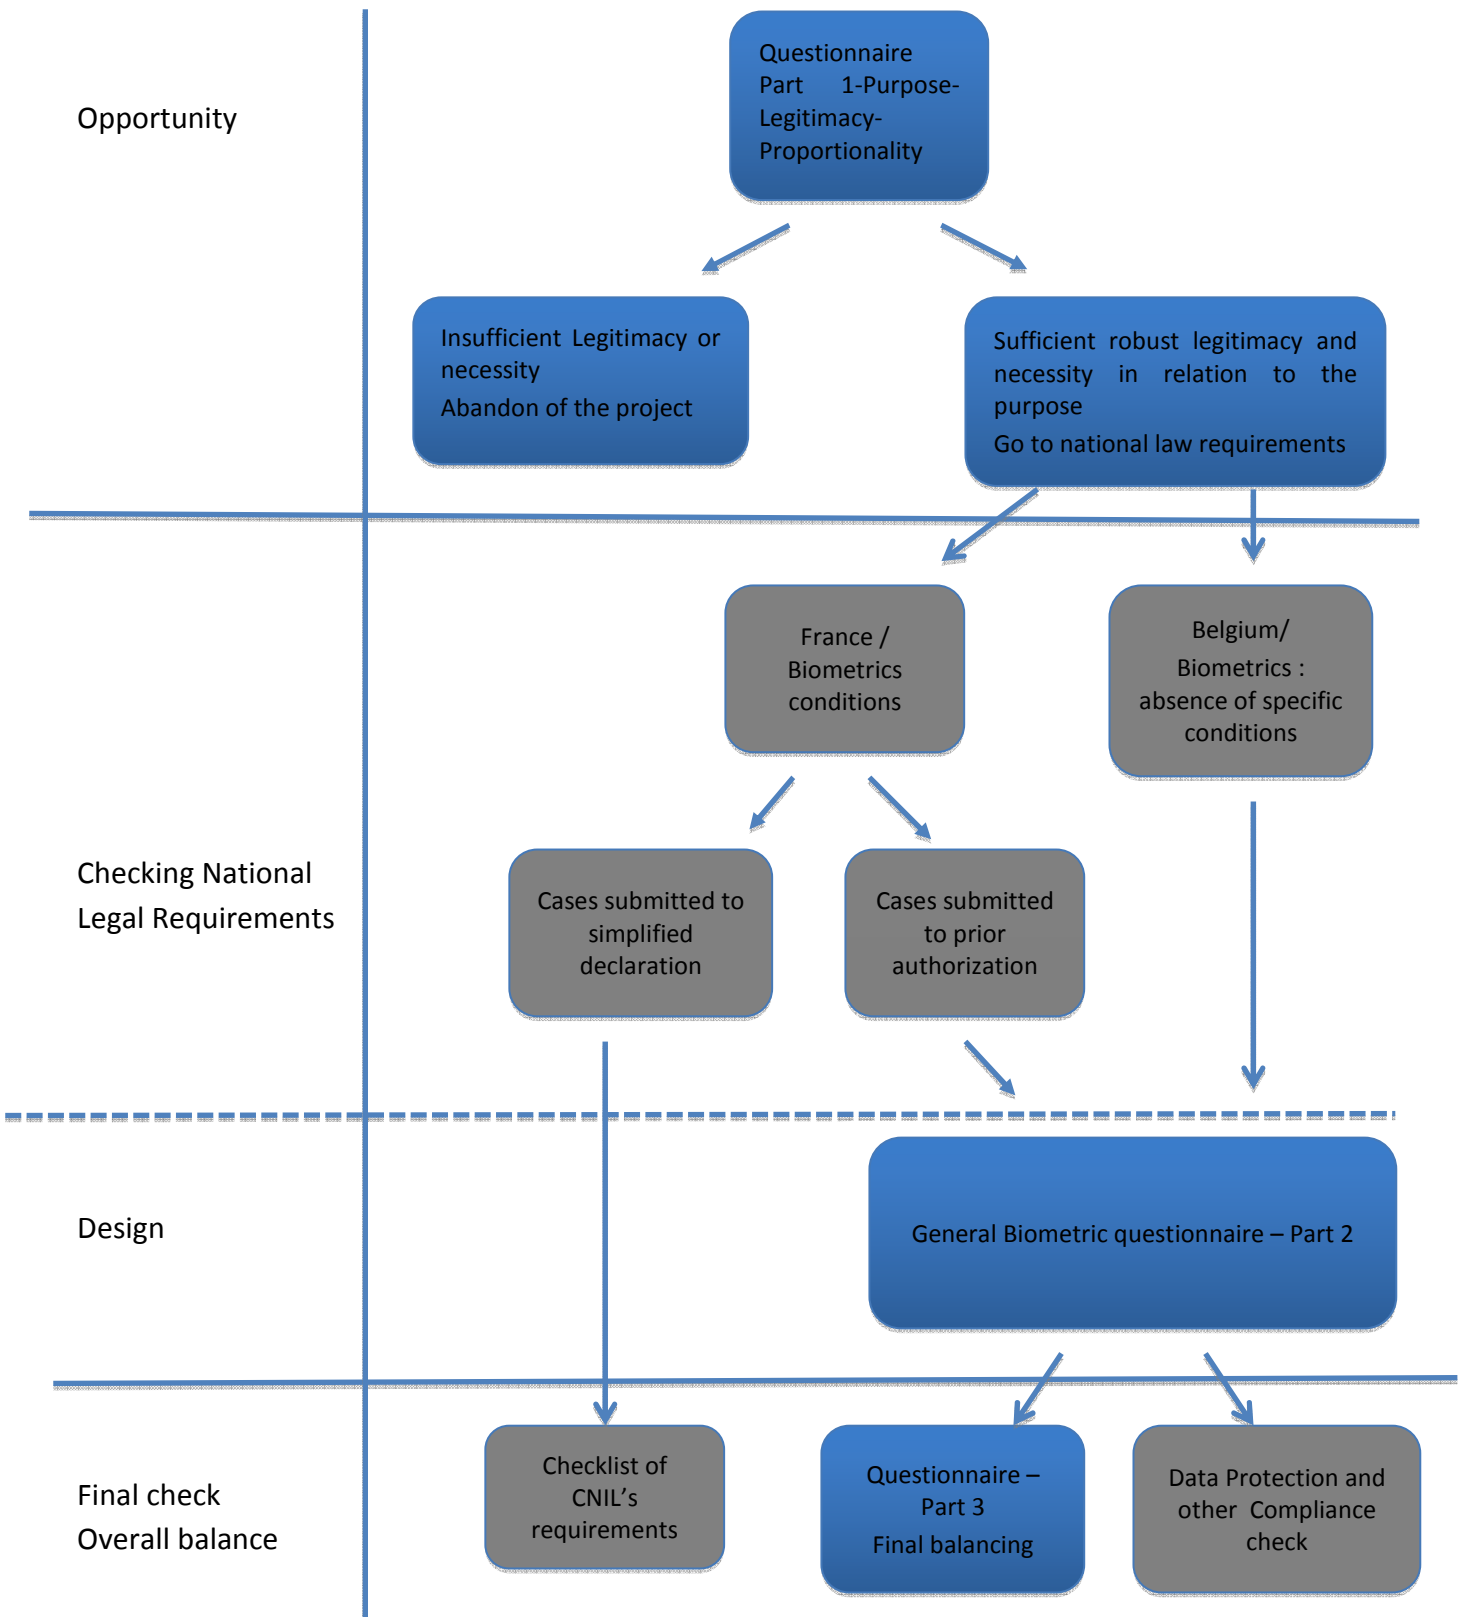 Opportunity
Questionnaire
Part 1-Purpose-
Legitimacy-
Proportionality
Insufficient Legitimacy or
necessity
Abandon of the project
Sufficient robust legitimacy and
necessity in relation to the
purpose
Go to national law requirements
Checking National
Legal Requirements
France /
Biometrics
conditions
Belgium/
Biometrics :
absence of specific
conditions
Cases submitted to
simplified
declaration
Cases submitted
to prior
authorization
Design
General Biometric questionnaire – Part 2
Final check
Overall balance
Checklist of
CNIL’s
requirements
Questionnaire –
Part 3
Final balancing
Data Protection and
other Compliance
check